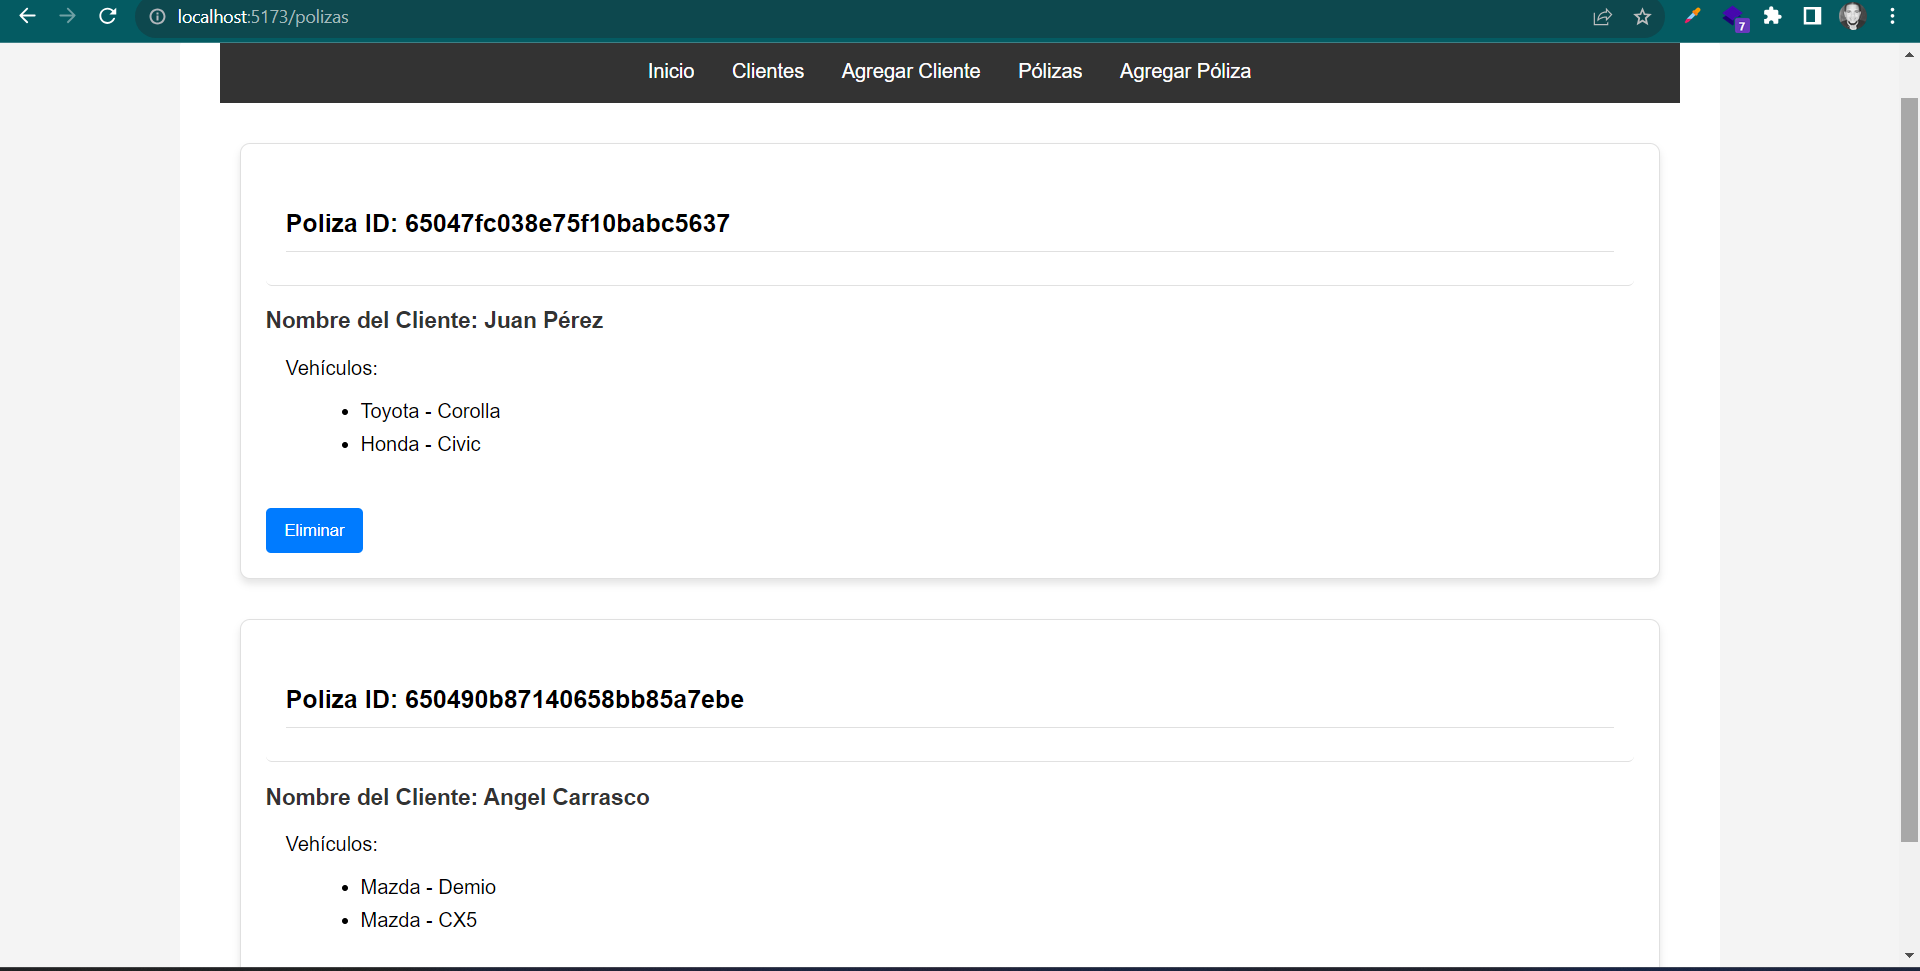 localhost:5173/polizas
7
Inicio Clientes Agregar Cliente Pólizas Agregar Póliza
Poliza ID: 65047fc038e75f10babc5637
Nombre del Cliente: Juan Pérez
Vehículos:
• Toyota - Corolla
• Honda - Civic
Eliminar
Poliza ID: 650490b87140658bb85a7ebe
Nombre del Cliente: Angel Carrasco
Vehículos:
• Mazda - Demio
• Mazda - CX5